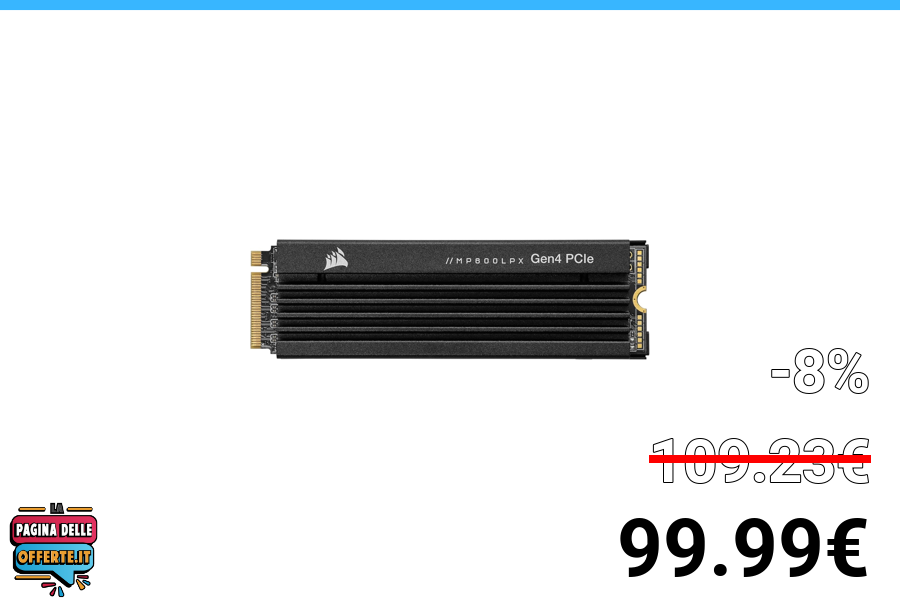 //MP600LPX Gen4 PCIe
-8%
109.23€
99.99€
LA
PAGINA DELLE
OFFERTE.IT